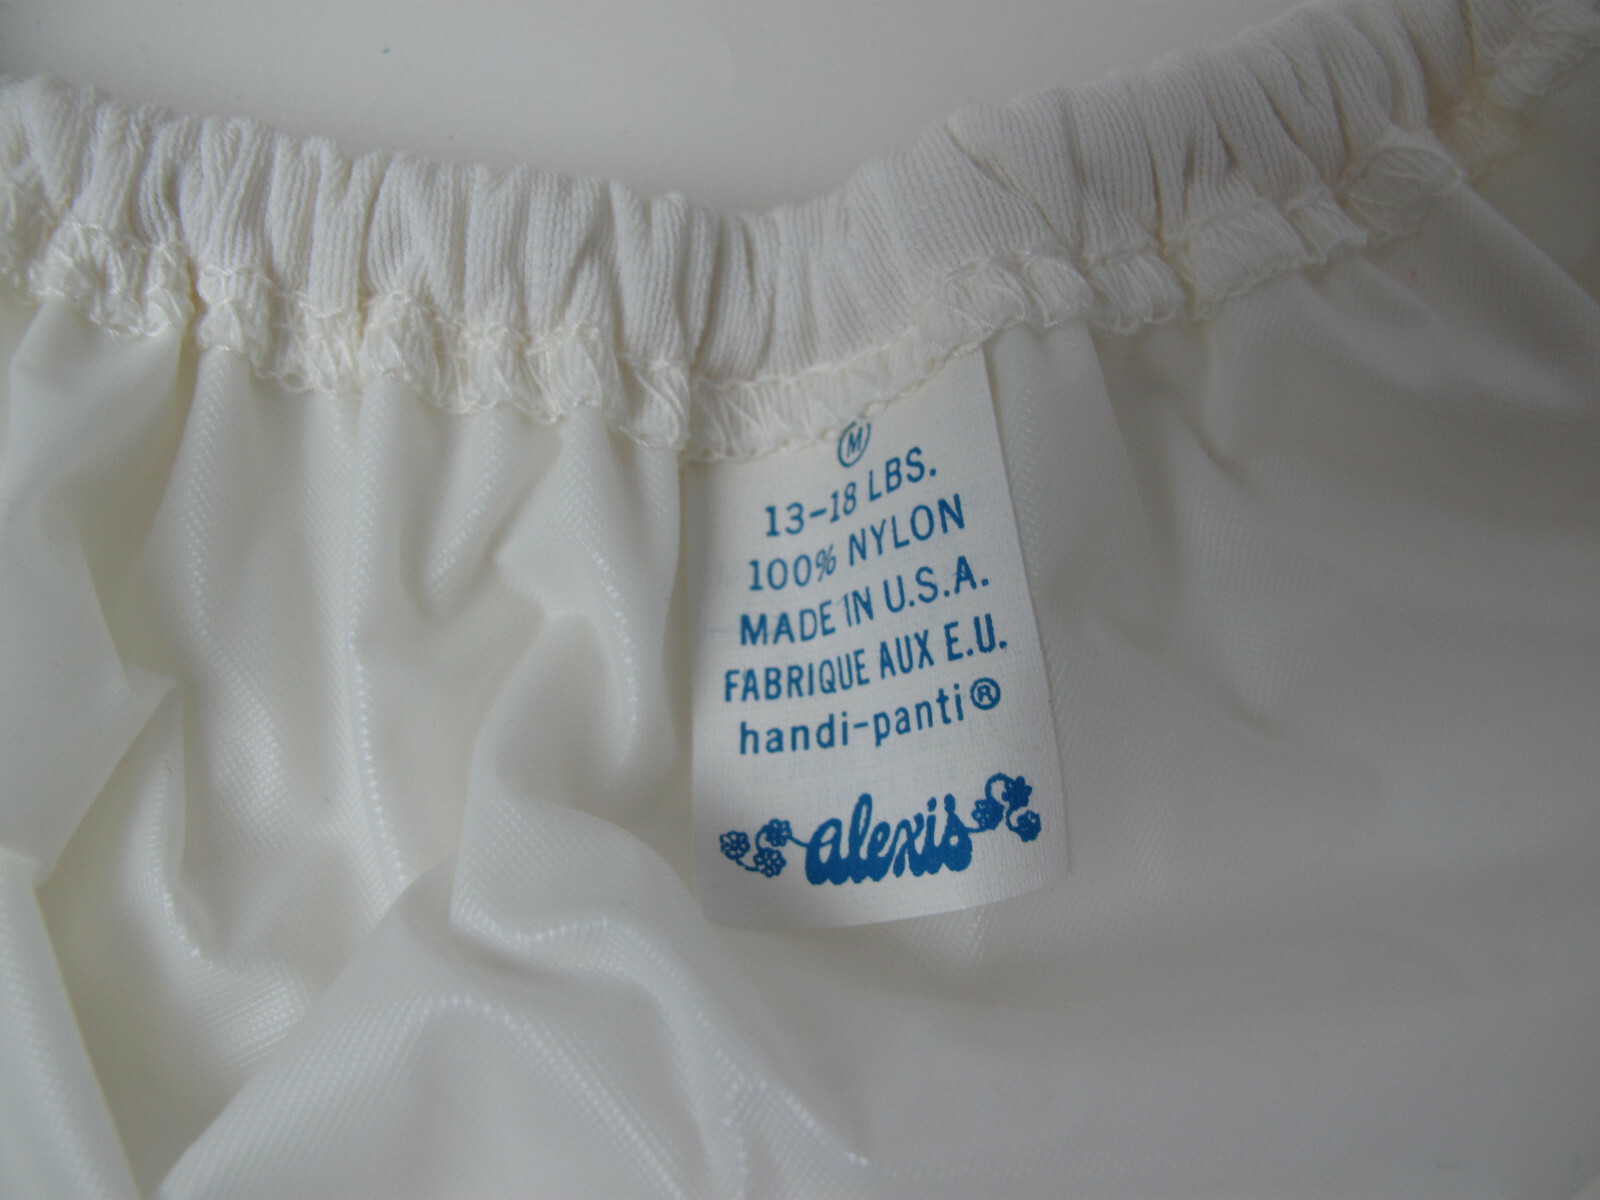 M
13-18 LBS.
100% NYLON
MADE IN U.S.A.
FABRIQUE AUX E.U.
handi-panti®
alexis